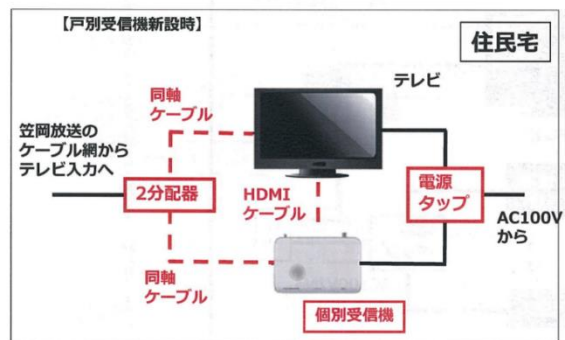 【戸別受信機新設時】
住民宅
テレビ
同軸
ケーブル
笠岡放送の
ケーブル網から
テレビ入力へ
2分配器
HDMI
ケーブル
電源
タップ
AC100V
から
同軸
ケーブル
個別受信機